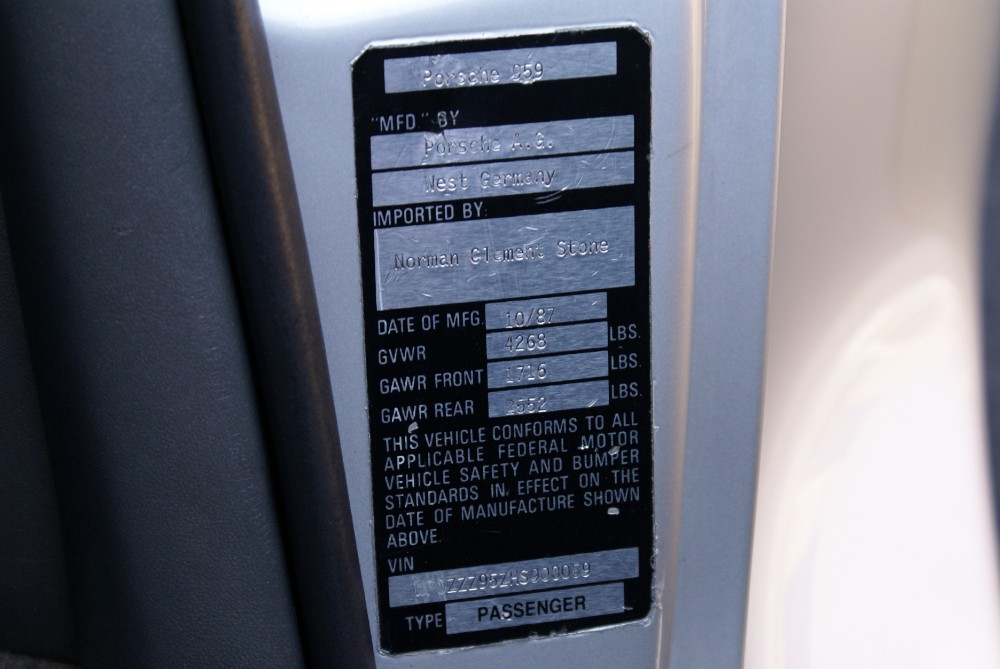 Porsche 959
"MFD" BY
Porsche A.G.
West Germany
IMPORTED BY:
Norman Clement Stone
DATE OF MFG. 10/87
GVWR 4268 LBS.
GAWR FRONT 1716 LBS.
GAWR REAR 2552 LBS.
THIS VEHICLE CONFORMS TO ALL
APPLICABLE FEDERAL MOTOR
VEHICLE SAFETY AND BUMPER
STANDARDS IN EFFECT ON THE
DATE OF MANUFACTURE SHOWN
ABOVE.
VIN
TYPE PASSENGER